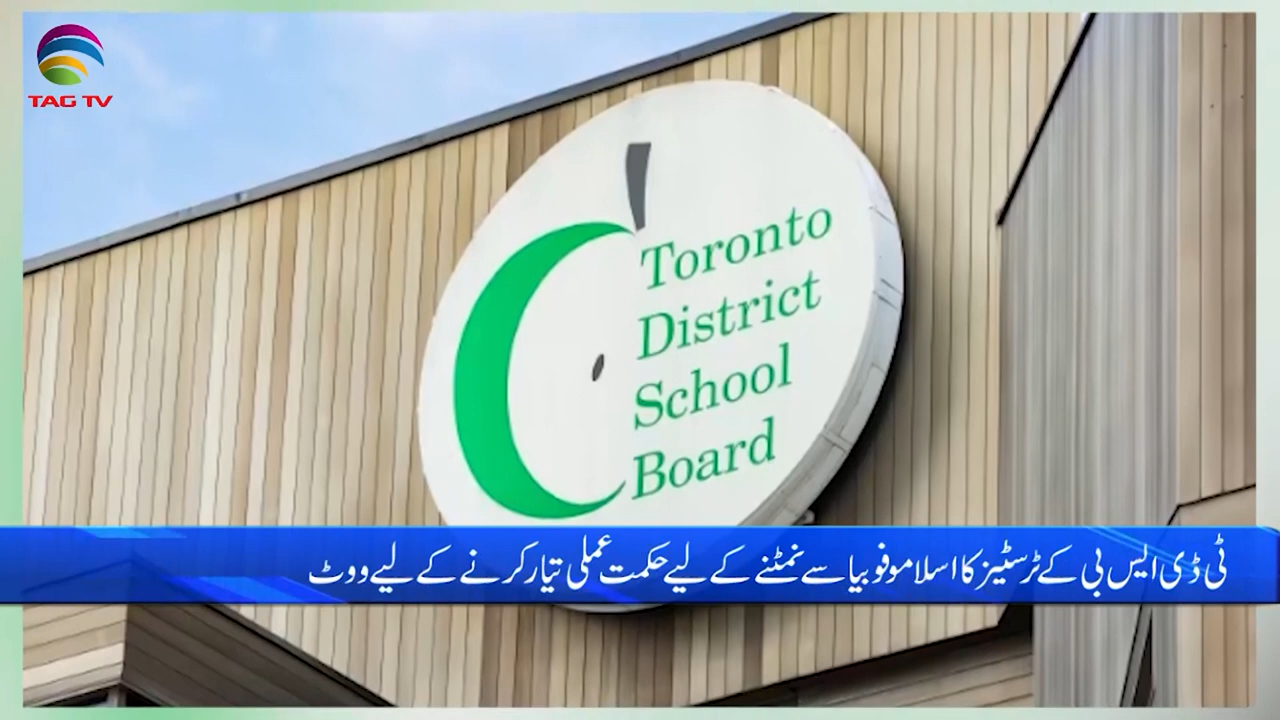 TAG TV
Toronto
District
School
Board
ٹی ڈی ایس بی کے ٹرسٹیز کا اسلاموفوبیا سے نمٹنے کے لیے حکمت عملی تیار کرنے کے لیے ووٹ